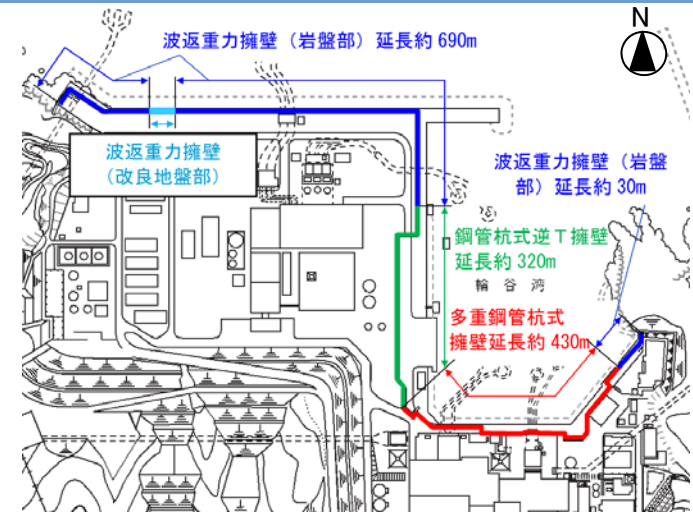 N
波返重力擁壁（岩盤部）延長約 690m
波返重力擁壁
（改良地盤部）
波返重力擁壁（岩盤
部）延長約 30m
鋼管杭式逆Ｔ擁壁
延長約 320m
輪谷湾
多重鋼管杭式
擁壁延長約 430m